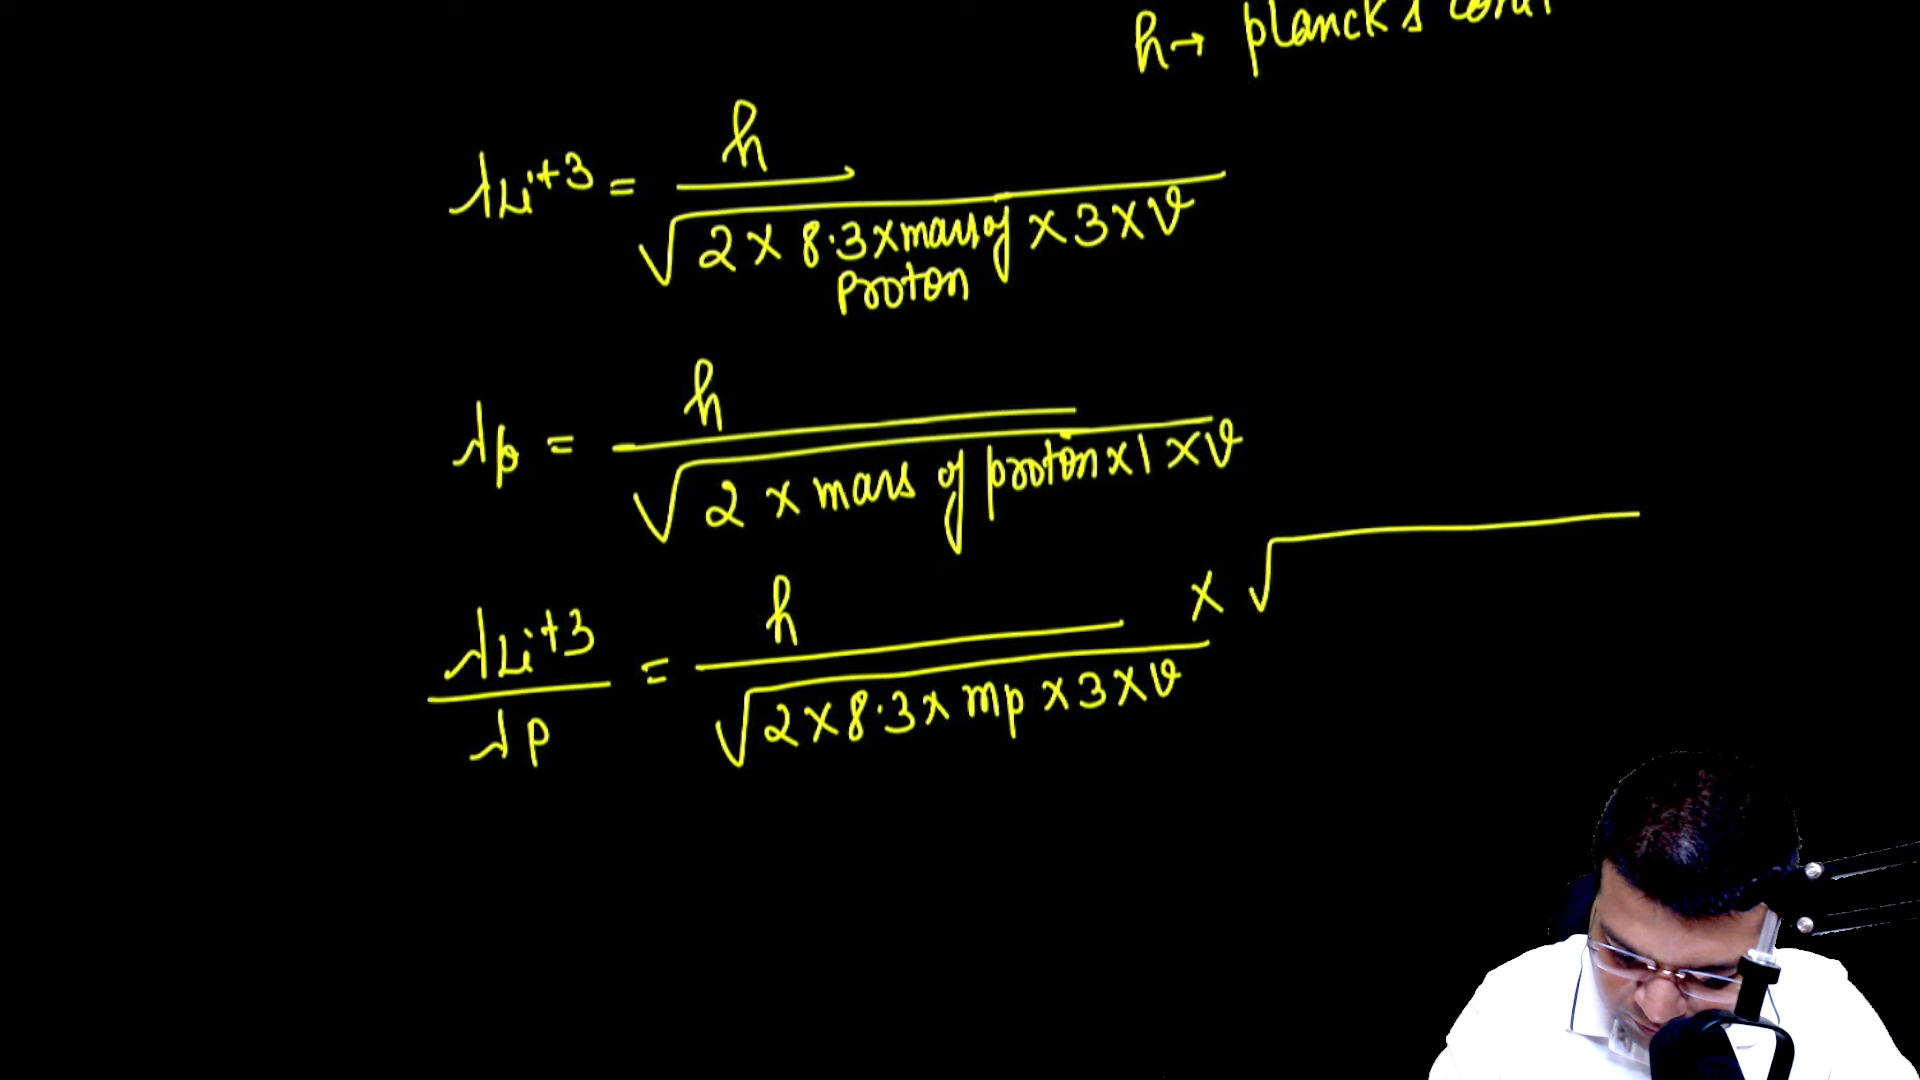 h→ planck's const
λLi+3 = h / √2 × 8.3 × mass of proton × 3 × v
λp = h / √2 × mass of proton × 1 × v
λLi+3 / λp = h / √2 × 8.3 × mp × 3 × v × √